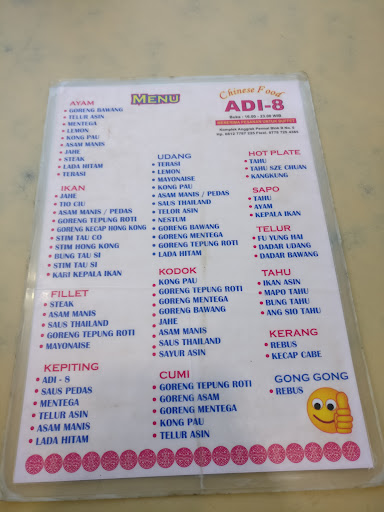 MENU
Chinese Food
ADI-8
AYAM
• GORENG BAWANG
• TELUR ASIN
• MENTEGA
• LEMON
• KONG PAU
• ASAM MANIS
• JAHE
• STEAK
• LADA HITAM
• TERASI
IKAN
• JAHE
• TIO CIU
• ASAM MANIS / PEDAS
• GORENG TEPUNG ROTI
• GORENG KECAP HONG KONG
• STIM TAU CO
• STIM HONG KONG
• BUNG TAU SI
• STIM TAU SI
• KARI KEPALA IKAN
FILLET
• STEAK
• ASAM MANIS
• SAUS THAILAND
• GORENG TEPUNG ROTI
• MAYONAISE
KEPITING
• ADI - 8
• SAUS PEDAS
• MENTEGA
• TELUR ASIN
• ASAM MANIS
• LADA HITAM
UDANG
• TERASI
• LEMON
• MAYONAISE
• KONG PAU
• ASAM MANIS / PEDAS
• SAUS THAILAND
• TELOR ASIN
• NESTUM
• GORENG BAWANG
• GORENG MENTEGA
• GORENG TEPUNG ROTI
• LADA HITAM
KODOK
• KONG PAU
• GORENG TEPUNG ROTI
• GORENG MENTEGA
• GORENG BAWANG
• JAHE
• ASAM MANIS
• SAUS THAILAND
• SAYUR ASIN
CUMI
• GORENG TEPUNG ROTI
• GORENG ASAM
• GORENG MENTEGA
• KONG PAU
• TELUR ASIN
HOT PLATE
• TAHU
• TAHU SZE CHUAN
• KANGKUNG
SAPO
• TAHU
• AYAM
• KEPALA IKAN
TELUR
• FU YUNG HAI
• DADAR UDANG
• DADAR BAWANG
TAHU
• IKAN ASIN
• MAPO TAHU
• BUNG TAHU
• ANG SIO TAHU
KERANG
• REBUS
• KECAP CABE
GONG GONG
• REBUS